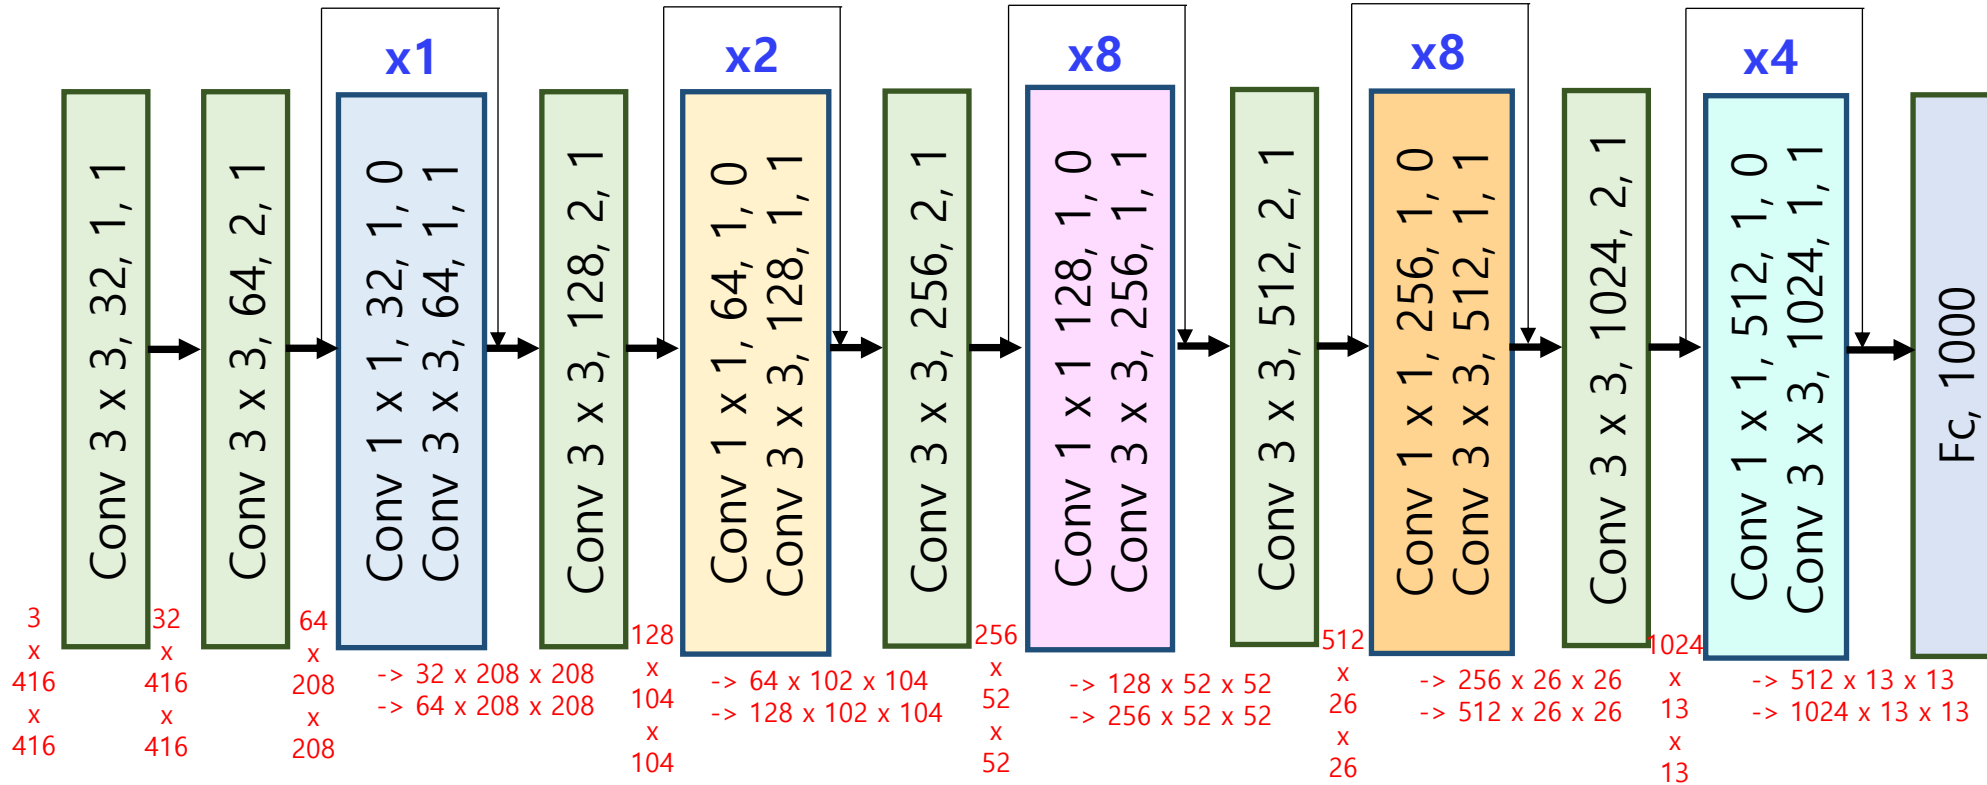 x1
x2
x8
x8
x4
Conv 3 x 3, 32, 1, 1
Conv 3 x 3, 64, 2, 1
Conv 1 x 1, 32, 1, 0
Conv 3 x 3, 64, 1, 1
Conv 3 x 3, 128, 2, 1
Conv 1 x 1, 64, 1, 0
Conv 3 x 3, 128, 1, 1
Conv 3 x 3, 256, 2, 1
Conv 1 x 1 128, 1, 0
Conv 3 x 3, 256, 1, 1
Conv 3 x 3, 512, 2, 1
Conv 1 x 1, 256, 1, 0
Conv 3 x 3, 512, 1, 1
Conv 3 x 3, 1024, 2, 1
Conv 1 x 1, 512, 1, 0
Conv 3 x 3, 1024, 1, 1
Fc, 1000
3
x
416
x
416
32
x
416
x
416
64
x
208
x
208
-> 32 x 208 x 208
-> 64 x 208 x 208
128
x
104
x
104
-> 64 x 102 x 104
-> 128 x 102 x 104
256
x
52
x
52
-> 128 x 52 x 52
-> 256 x 52 x 52
512
x
26
x
26
-> 256 x 26 x 26
-> 512 x 26 x 26
1024
x
13
x
13
-> 512 x 13 x 13
-> 1024 x 13 x 13